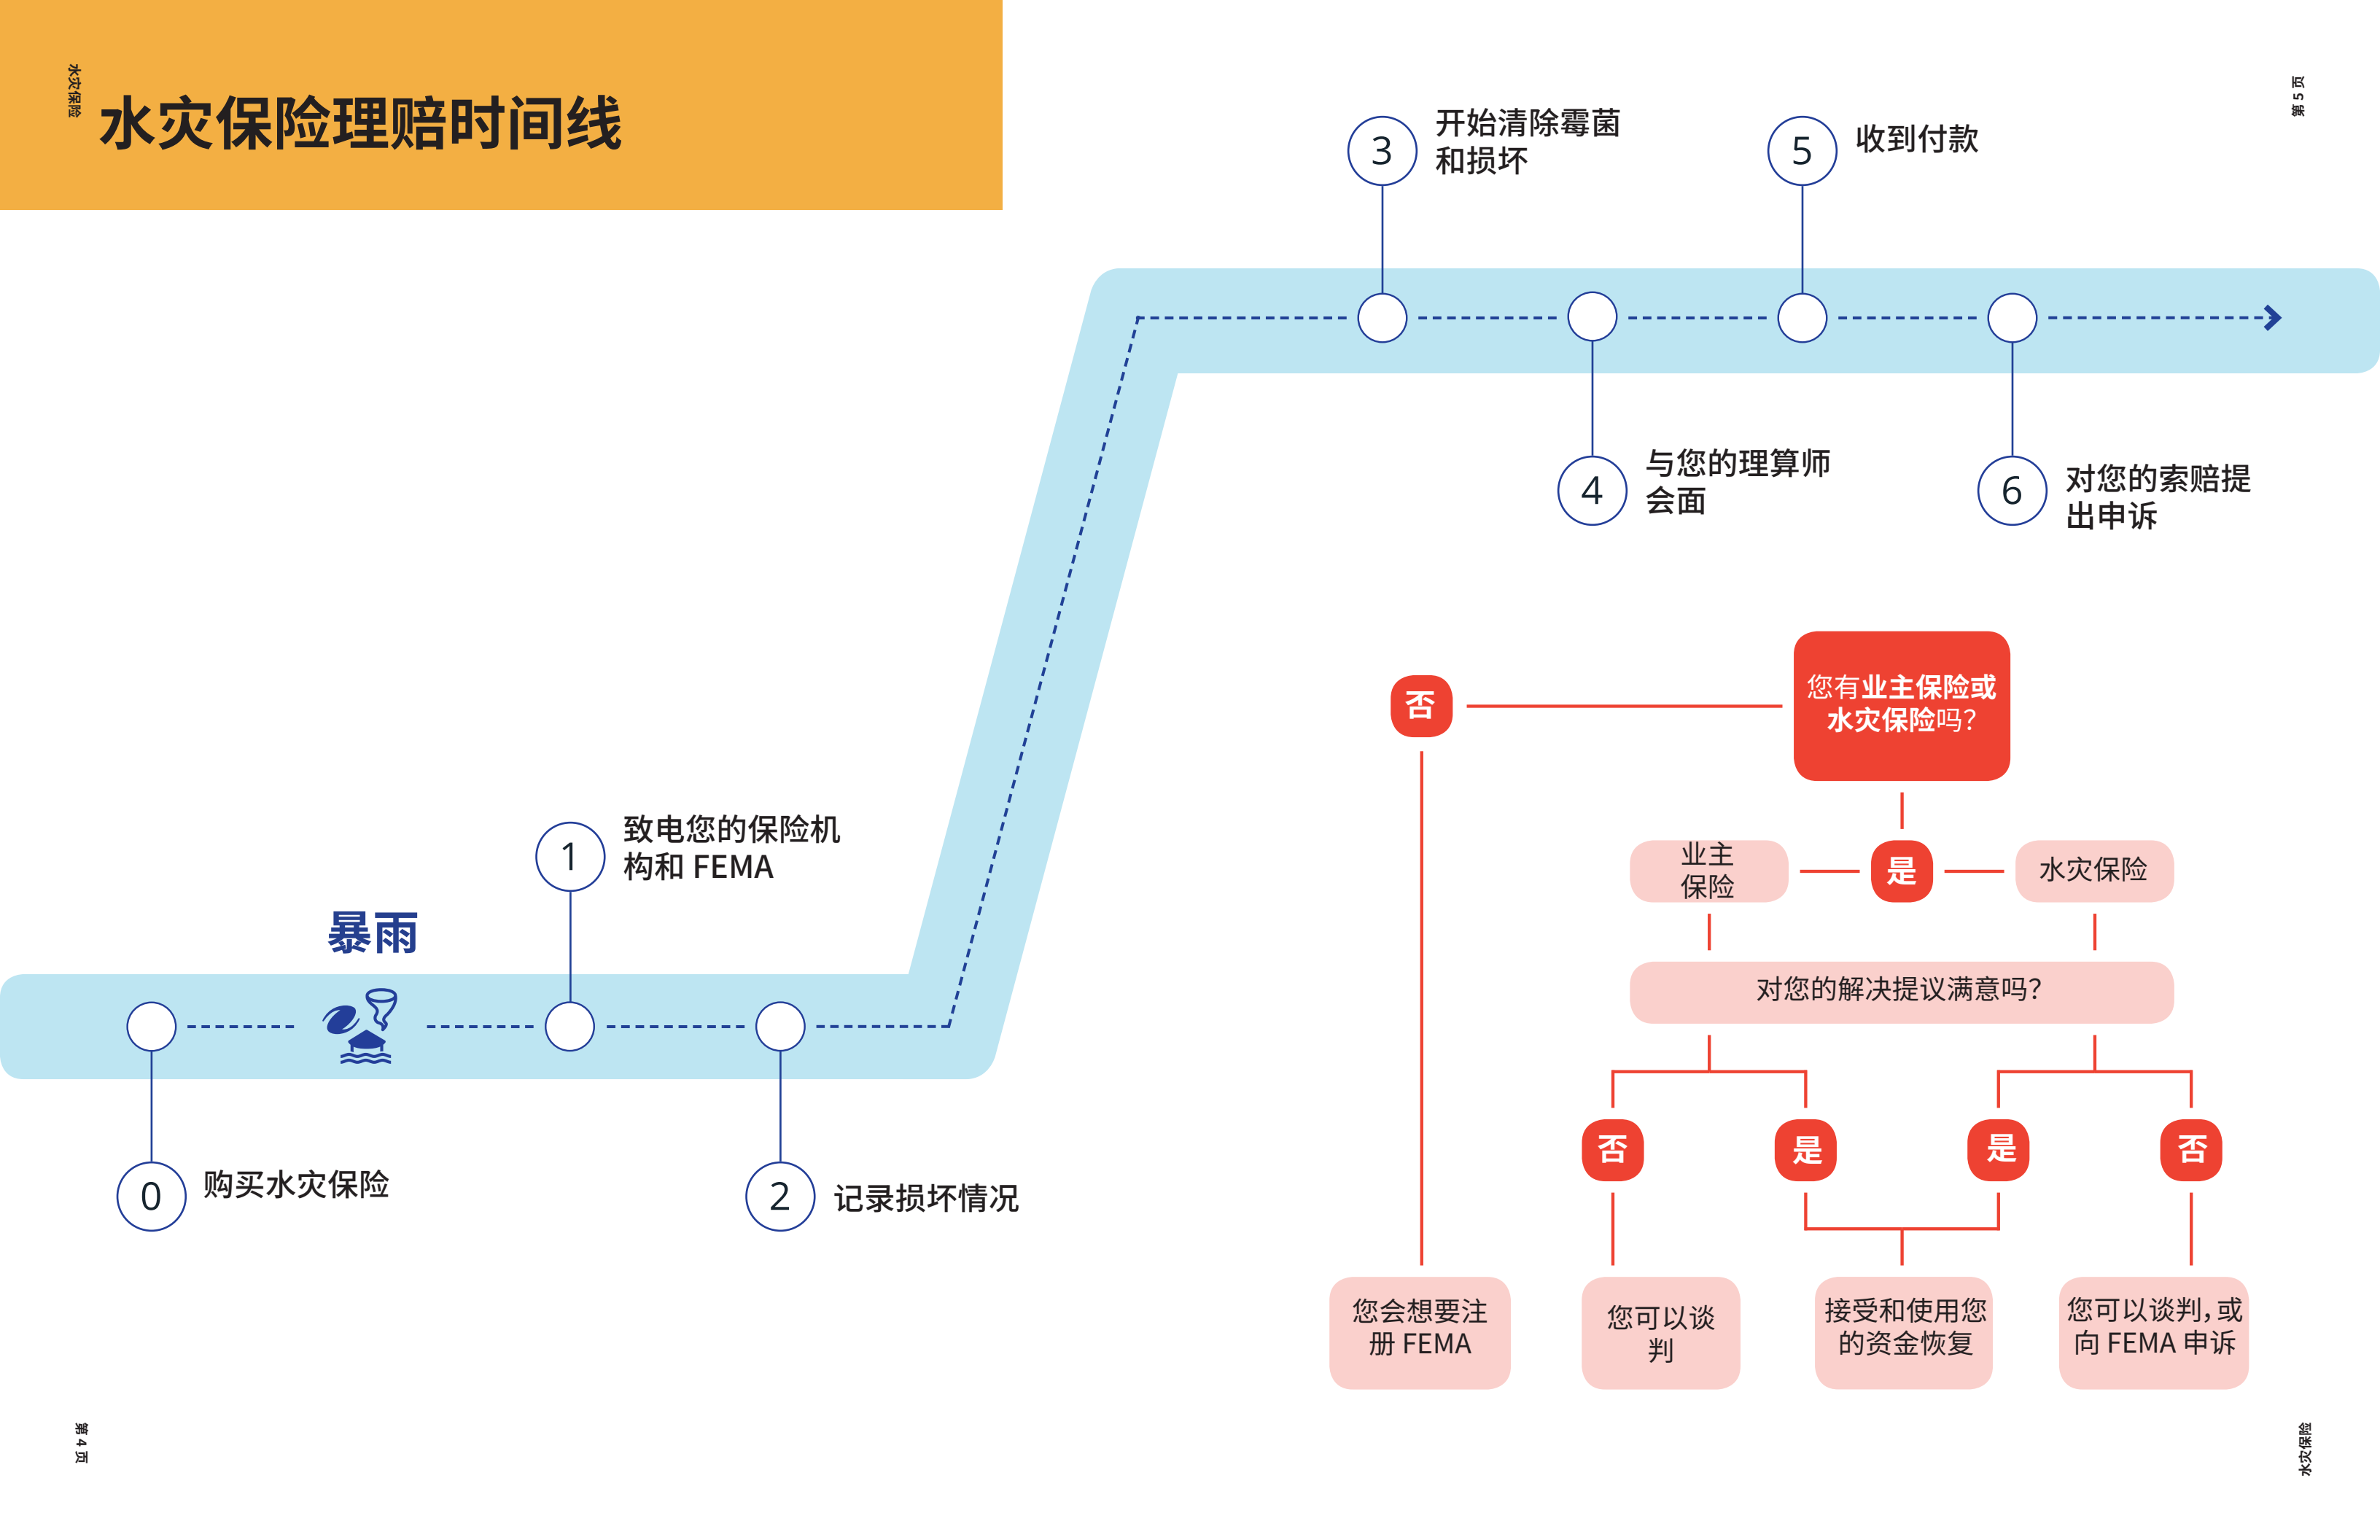 水灾保险
水灾保险理赔时间线
第 5 页
3
开始清除霉菌
和损坏
5
收到付款
4
与您的理算师
会面
6
对您的索赔提
出申诉
1
致电您的保险机
构和 FEMA
暴雨
0
购买水灾保险
2
记录损坏情况
您有业主保险或
水灾保险吗?
否
业主
保险
是
水灾保险
对您的解决提议满意吗?
否
是
是
否
您会想要注
册 FEMA
您可以谈
判
接受和使用您
的资金恢复
您可以谈判,或
向 FEMA 申诉
第 4 页
水灾保险